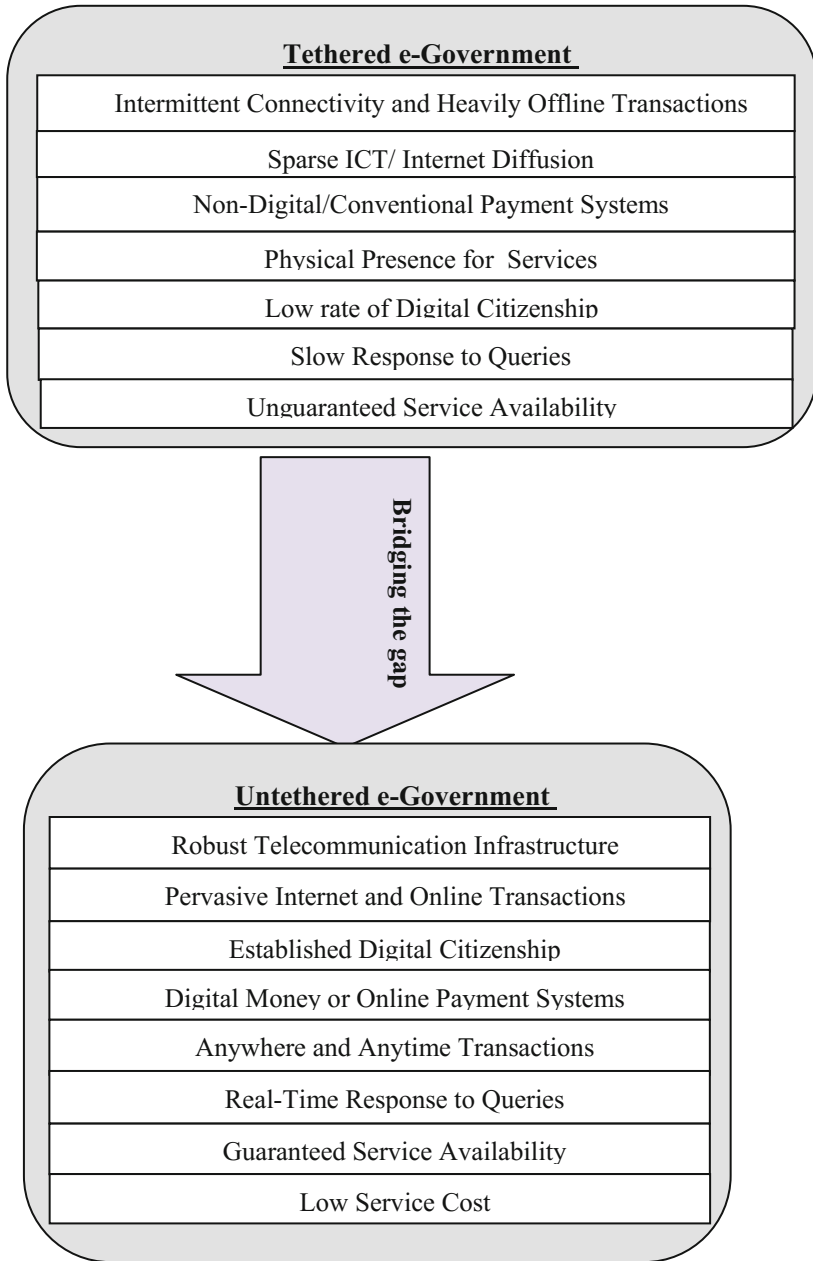 Tethered e-Government
Intermittent Connectivity and Heavily Offline Transactions
Sparse ICT/ Internet Diffusion
Non-Digital/Conventional Payment Systems
Physical Presence for Services
Low rate of Digital Citizenship
Slow Response to Queries
Unguaranteed Service Availability
Bridging the gap
Untethered e-Government
Robust Telecommunication Infrastructure
Pervasive Internet and Online Transactions
Established Digital Citizenship
Digital Money or Online Payment Systems
Anywhere and Anytime Transactions
Real-Time Response to Queries
Guaranteed Service Availability
Low Service Cost